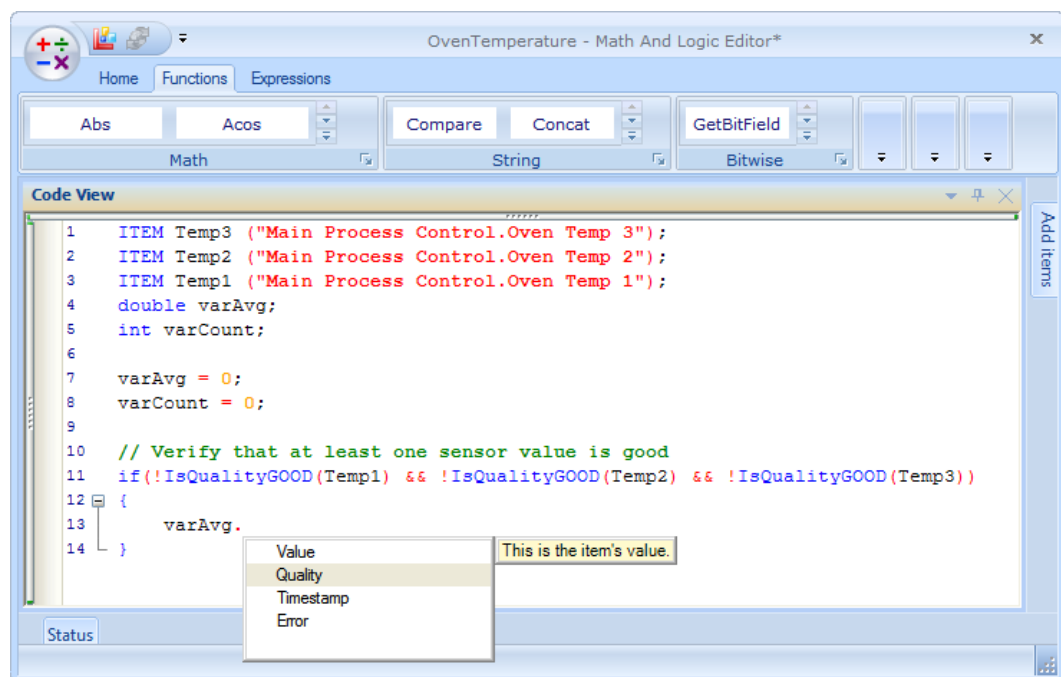 OvenTemperature - Math And Logic Editor*
Home Functions Expressions
Abs Acos Compare Concat GetBitField
Math String Bitwise
Code View
Add items
1 ITEM Temp3 ("Main Process Control.Oven Temp 3");
2 ITEM Temp2 ("Main Process Control.Oven Temp 2");
3 ITEM Temp1 ("Main Process Control.Oven Temp 1");
4 double varAvg;
5 int varCount;
6
7 varAvg = 0;
8 varCount = 0;
9
10 // Verify that at least one sensor value is good
11 if(!IsQualityGOOD(Temp1) && !IsQualityGOOD(Temp2) && !IsQualityGOOD(Temp3))
12 {
13 varAvg.
14 }
Value
This is the item's value.
Quality
Timestamp
Error
Status